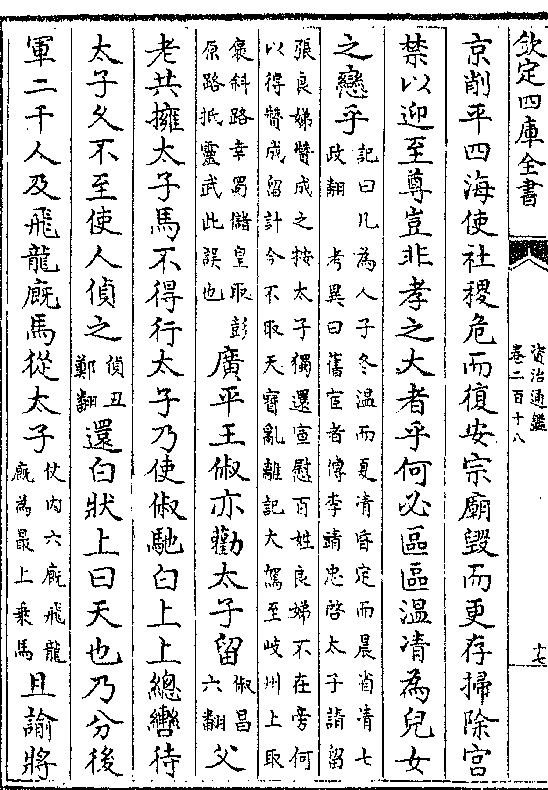 欽定四庫全書
資治通鑑
卷二百十八
十七
京削平四海使社稷危而復安宗廟毀而更存掃除宮
禁以迎至尊豈非孝之大者乎何必區區溫凊為兒女
之戀乎
記曰凡為人子冬溫而夏凊昏定而晨省凊七
政翻 考異曰舊宦者傳李靖忠啓太子請留
張良娣贊成之按太子獨還宣慰百姓良娣不在旁何
以得贊成留計今不取天寶亂離記大駕至岐州上取
襃斜路幸蜀儲皇取彭
原路抵靈武此誤也
廣平王俶亦勸太子留
俶昌
六翻
父
老共擁太子馬不得行太子乃使俶馳白上上總轡待
太子久不至使人偵之
偵丑
鄭翻
還白狀上曰天也乃分後
軍二千人及飛龍廐馬從太子
仗内六廐飛龍
廐為最上乗馬
且諭將